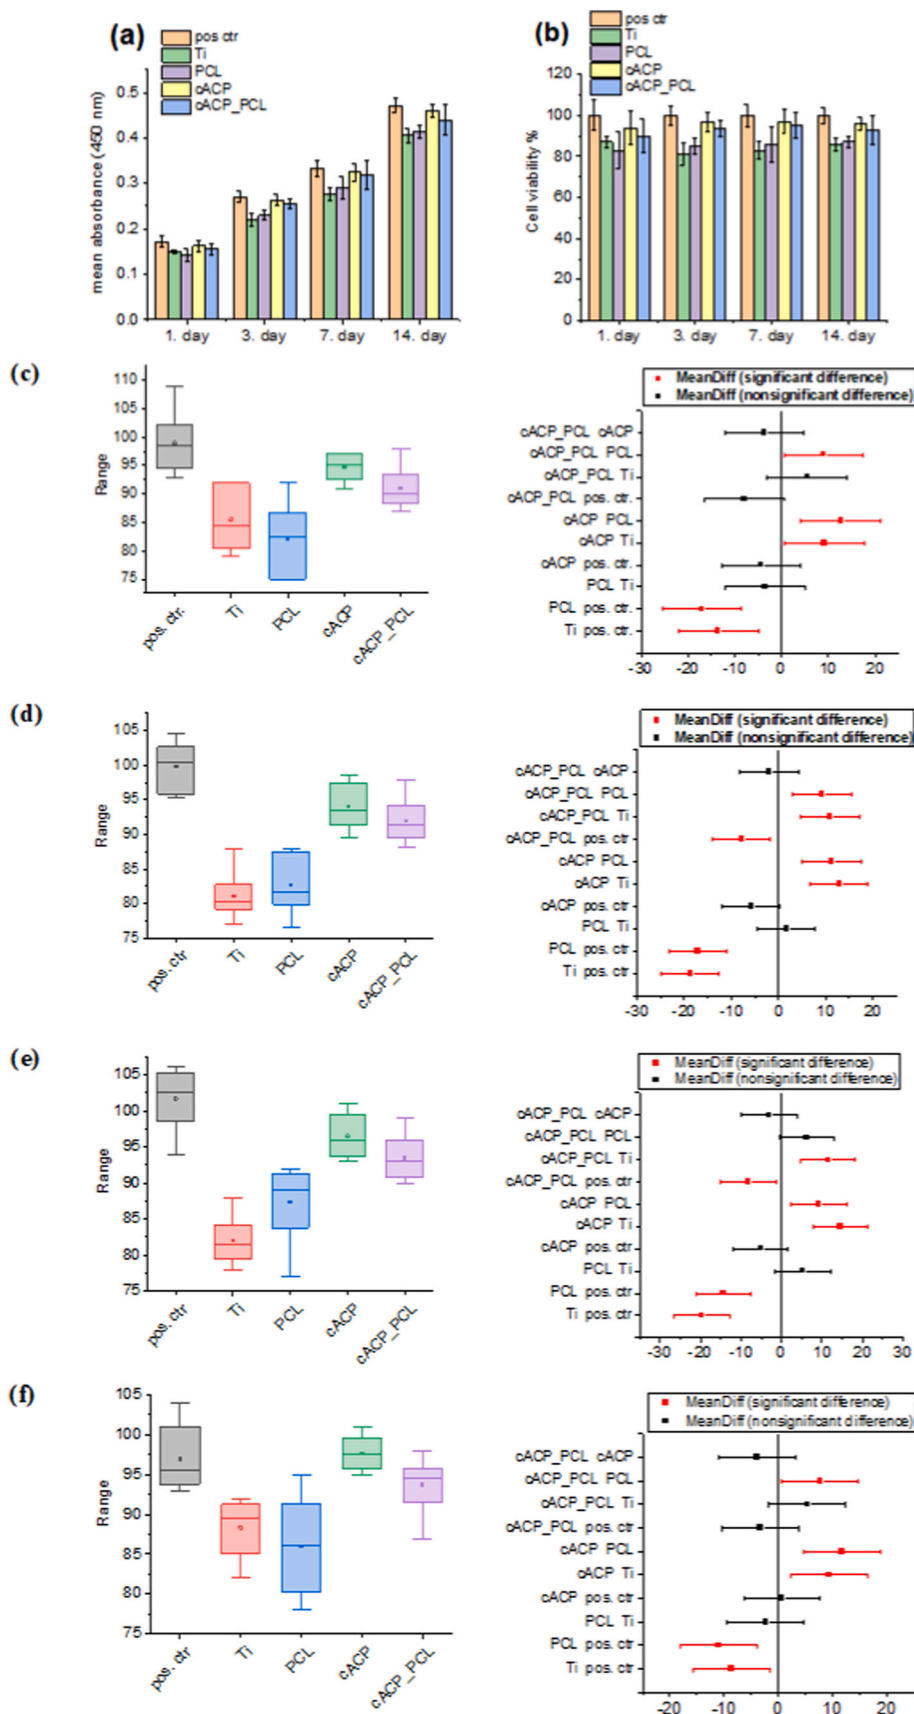 (a)
pos ctr
Ti
PCL
cACP
cACP_PCL
mean absorbance (450 nm)
0.5
0.4
0.3
0.2
0.1
0.0
1. day 3. day 7. day 14. day
(b)
pos ctr
Ti
PCL
cACP
cACP_PCL
Cell viability %
120
100
80
60
40
20
0
1. day 3. day 7. day 14. day
(c)
Range
110
105
100
95
90
85
80
75
pos. ctr. Ti PCL cACP cACP_PCL
MeanDiff (significant difference)
MeanDiff (nonsignificant difference)
cACP_PCL cACP
cACP_PCL PCL
cACP_PCL Ti
cACP_PCL pos. ctr.
cACP PCL
cACP Ti
cACP pos. ctr.
PCL Ti
PCL pos. ctr.
Ti pos. ctr.
-30 -20 -10 0 10 20
(d)
Range
105
100
95
90
85
80
75
pos. ctr Ti PCL cACP cACP_PCL
MeanDiff (significant difference)
MeanDiff (nonsignificant difference)
cACP_PCL cACP
cACP_PCL PCL
cACP_PCL Ti
cACP_PCL pos. ctr
cACP PCL
cACP Ti
cACP pos. ctr
PCL Ti
PCL pos. ctr
Ti pos. ctr
-30 -20 -10 0 10 20
(e)
Range
105
100
95
90
85
80
75
pos. ctr Ti PCL cACP cACP_PCL
MeanDiff (significant difference)
MeanDiff (nonsignificant difference)
cACP_PCL cACP
cACP_PCL PCL
cACP_PCL Ti
cACP_PCL pos. ctr
cACP PCL
cACP Ti
cACP pos. ctr
PCL Ti
PCL pos. ctr
Ti pos. ctr
-30 -20 -10 0 10 20 30
(f)
Range
105
100
95
90
85
80
75
pos. ctr Ti PCL cACP cACP_PCL
MeanDiff (significant difference)
MeanDiff (nonsignificant difference)
cACP_PCL cACP
cACP_PCL PCL
cACP_PCL Ti
cACP_PCL pos. ctr
cACP PCL
cACP Ti
cACP pos. ctr
PCL Ti
PCL pos. ctr
Ti pos. ctr
-20 -10 0 10 20